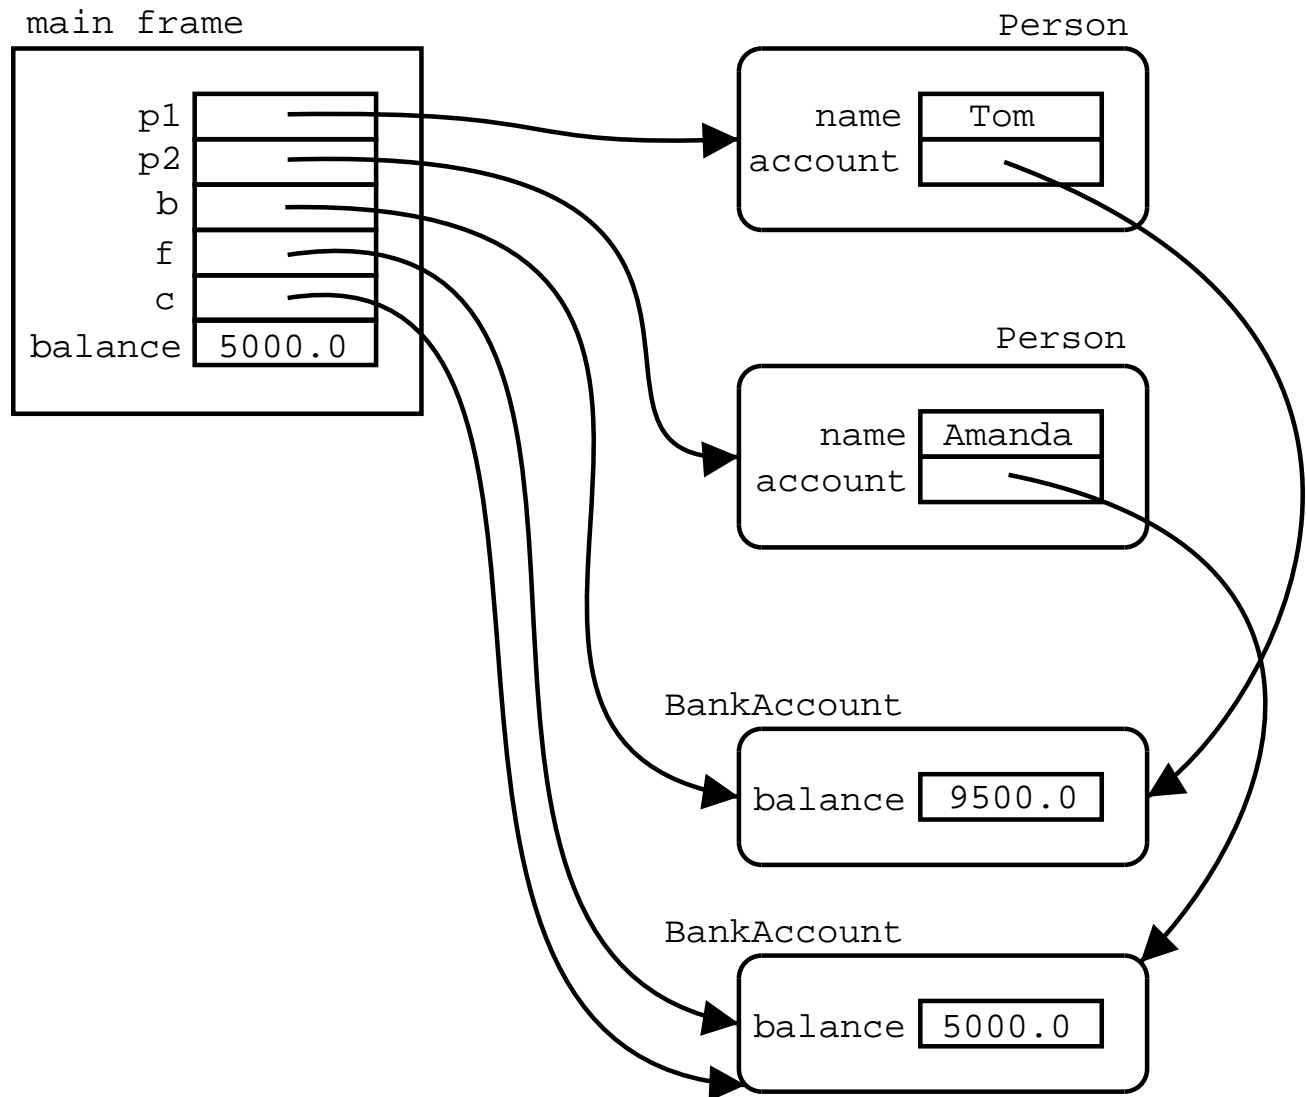 main frame
p1
p2
b
f
c
balance 5000.0
Person
name Tom
account
Person
name Amanda
account
BankAccount
balance 9500.0
BankAccount
balance 5000.0